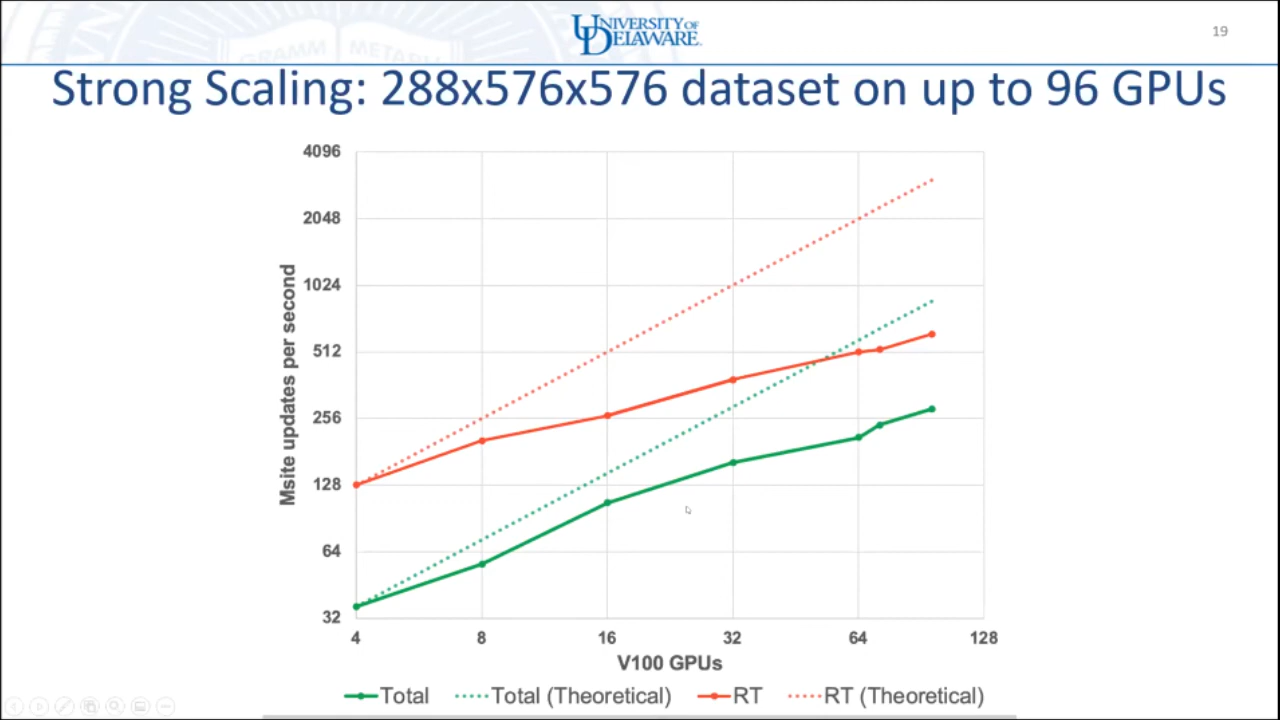 UNIVERSITY OF
DELAWARE.
19
GRAMM METAPH
Strong Scaling: 288x576x576 dataset on up to 96 GPUs
4096
2048
1024
512
256
128
64
32
Msite updates per second
4 8 16 32 64 128
V100 GPUs
Total Total (Theoretical) RT RT (Theoretical)